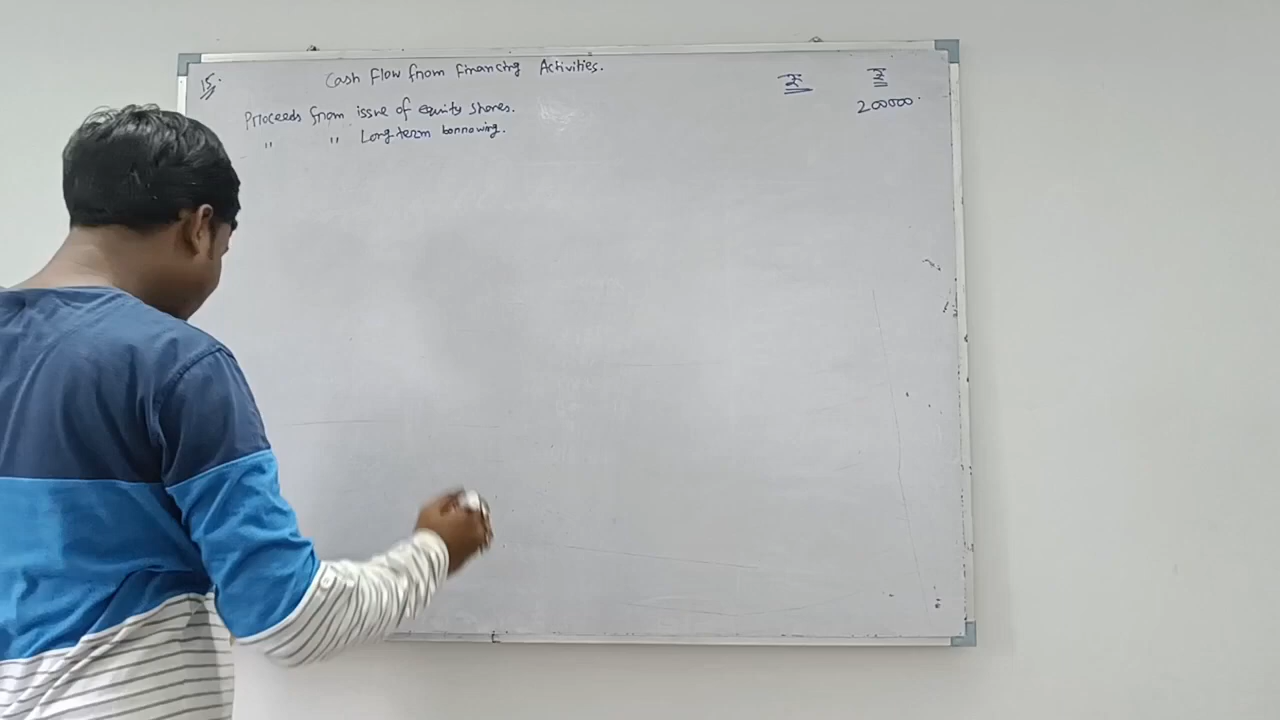 15.
Cash Flow from Financing Activities. ₹ ₹
Proceeds from issue of equity shares. 200000.
" " Long term borrowing.